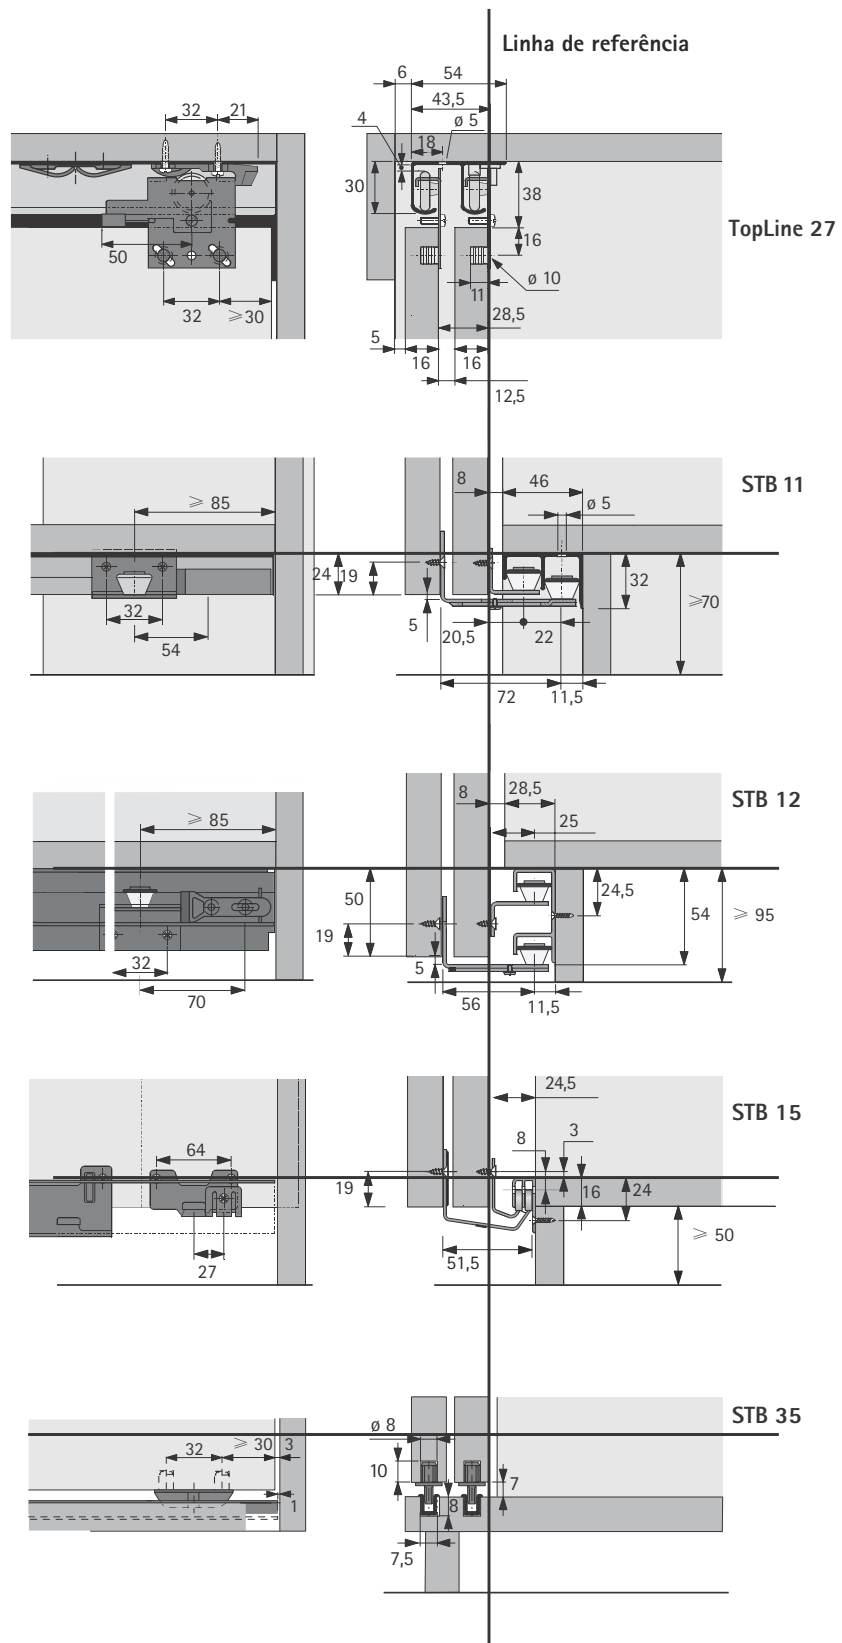 Linha de referência
6 54
32 21 43,5
4 ø 5
18
30 38
TopLine 27
16
50 ø 10
11
32 ⩾30 28,5
5 16 16
12,5
STB 11
8 46
⩾ 85 ø 5
24 19 32 ⩾70
32
5 20,5 22
54
72 11,5
STB 12
8 28,5
⩾ 85 25
50 24,5
54 ⩾ 95
19
32 5
70 56 11,5
STB 15
24,5
64 8 3
19 16 24
⩾ 50
27 51,5
STB 35
ø 8
32 ⩾ 30 3
10 7
1 8
7,5